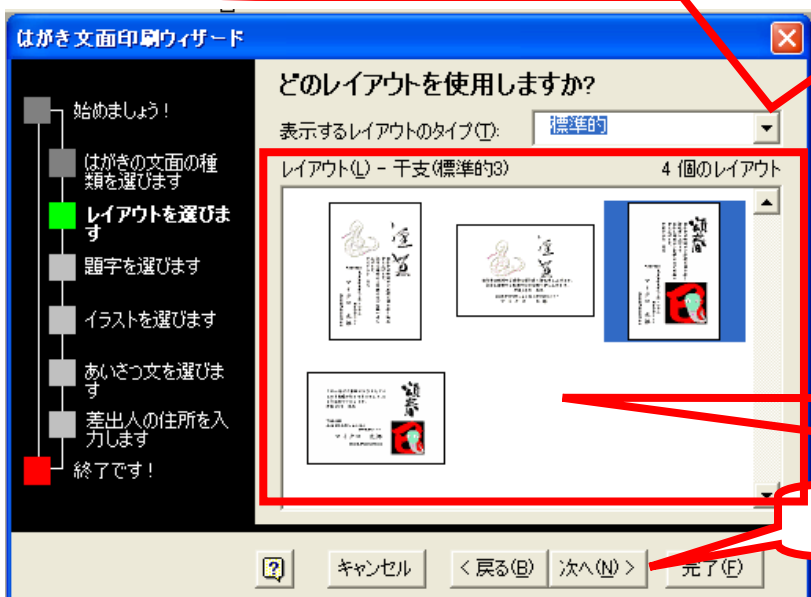 はがき文面印刷ウィザード
始めましょう!
はがきの文面の種
類を選びます
レイアウトを選びま
す
題字を選びます
イラストを選びます
あいさつ文を選びま
す
差出人の住所を入
力します
終了です!
どのレイアウトを使用しますか?
表示するレイアウトのタイプ(T): 標準的
レイアウト(L) - 干支(標準的3) 4 個のレイアウト
キャンセル < 戻る(B) 次へ(N) > 完了(F)